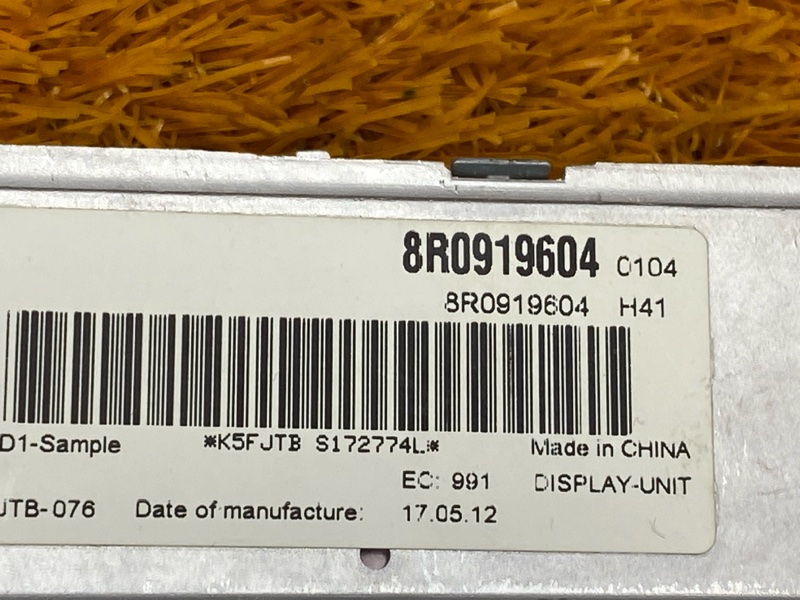 8R0919604 0104
8R0919604 H41
D1-Sample *K5FJTB S172774L* Made in CHINA
EC: 991 DISPLAY-UNIT
JTB-076 Date of manufacture: 17.05.12